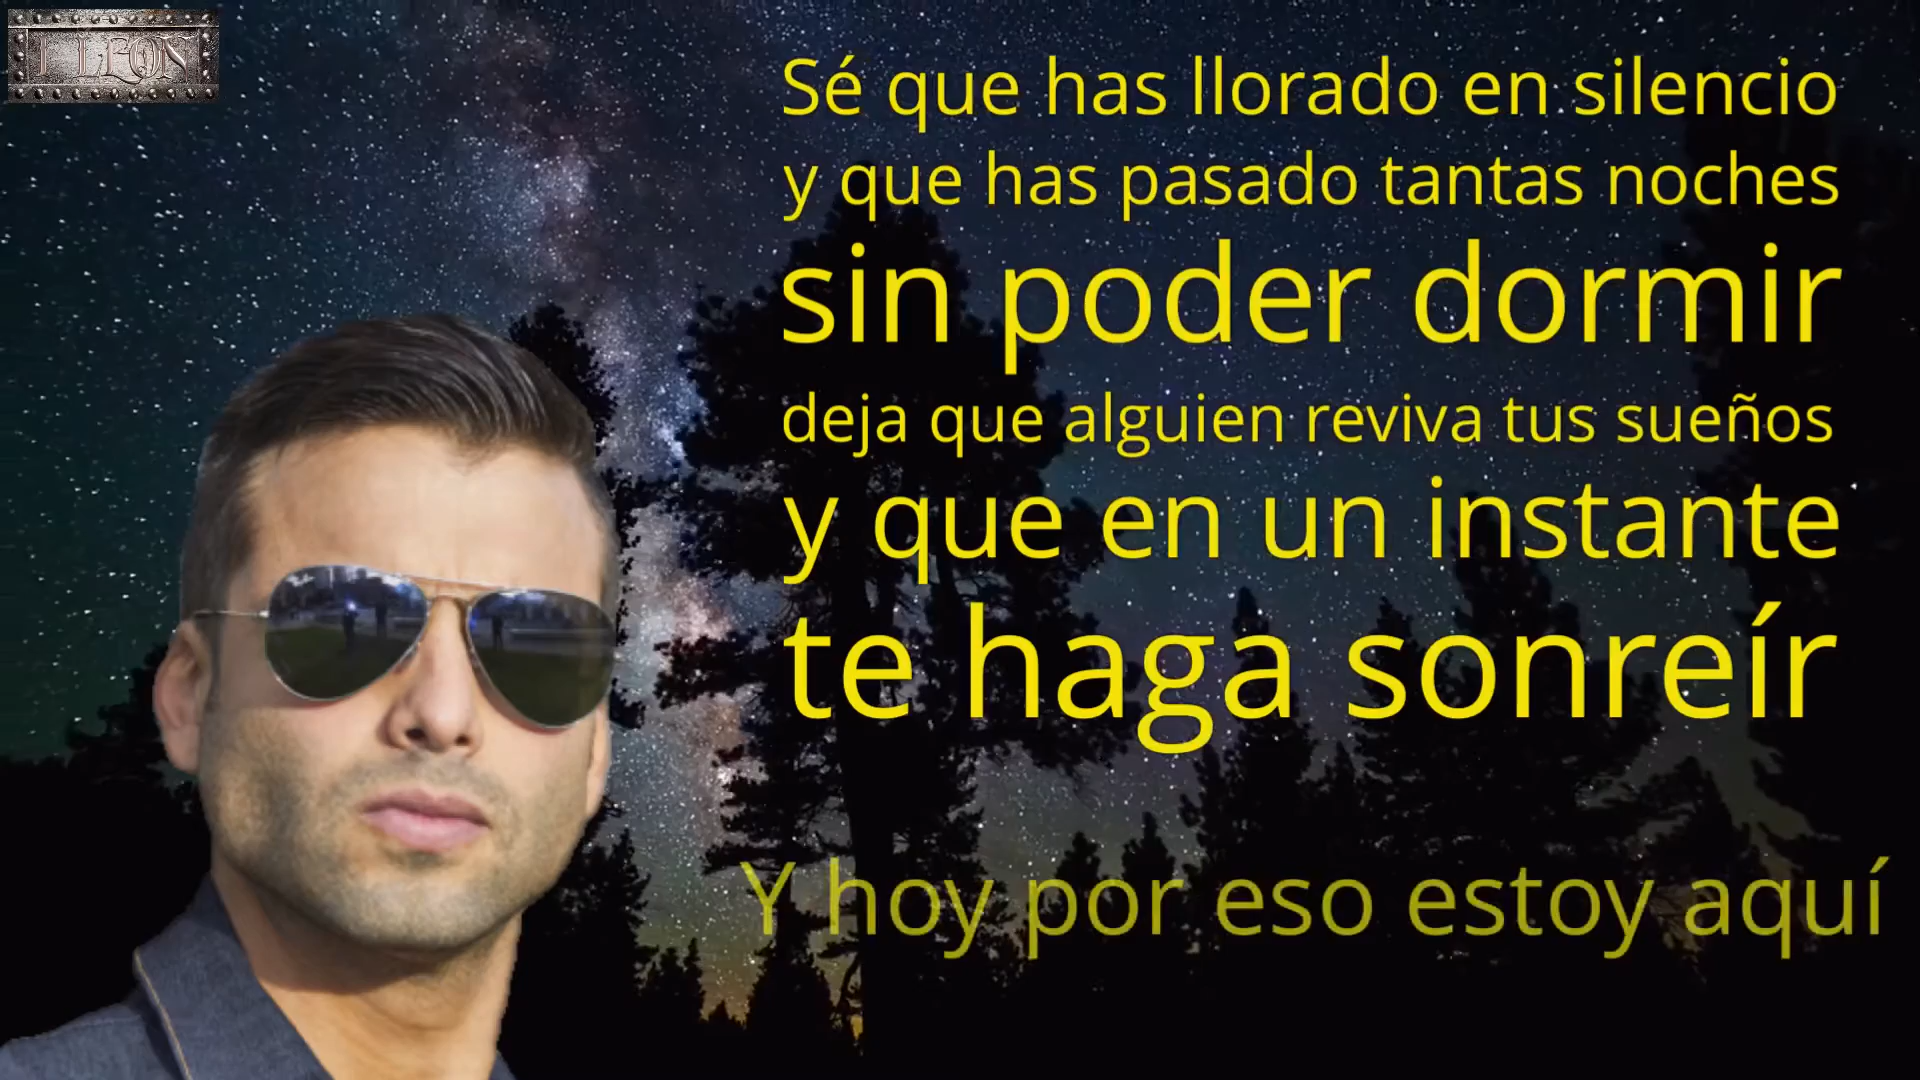 Sé que has llorado en silencio
y que has pasado tantas noches
sin poder dormir
deja que alguien reviva tus sueños
y que en un instante
te haga sonreír
Y hoy por eso estoy aquí